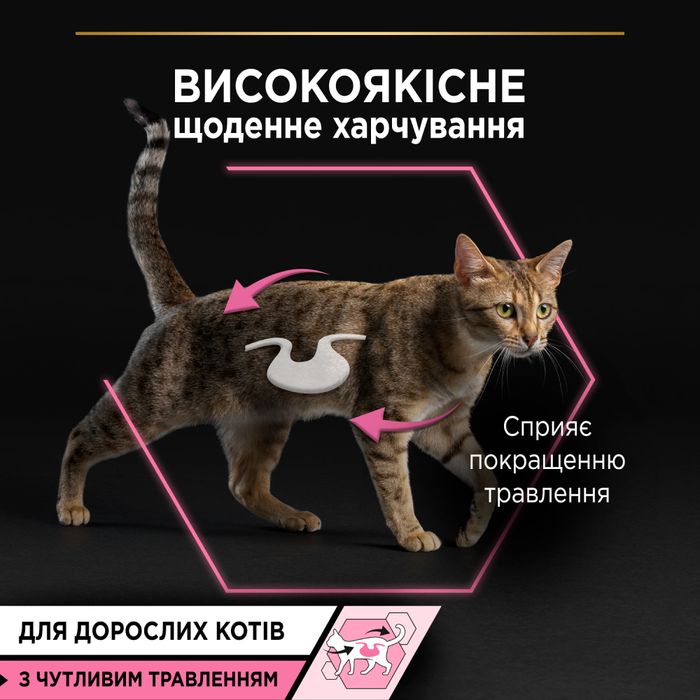 ВИСОКОЯКІСНЕ
щоденне харчування
Сприяє
покращенню
травлення
ДЛЯ ДОРОСЛИХ КОТІВ
З ЧУТЛИВИМ ТРАВЛЕННЯМ